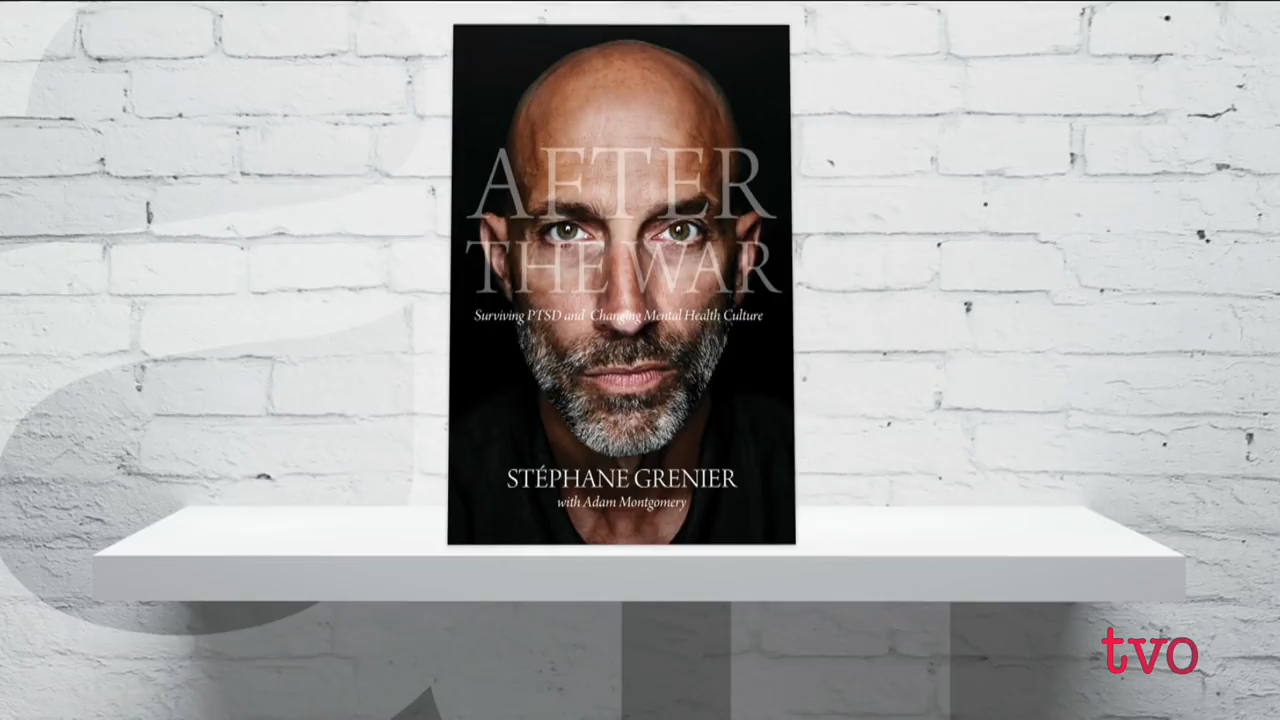 AFTER
THE WAR
Surviving PTSD and Changing Mental Health Culture
STÉPHANE GRENIER
with Adam Montgomery
tvo